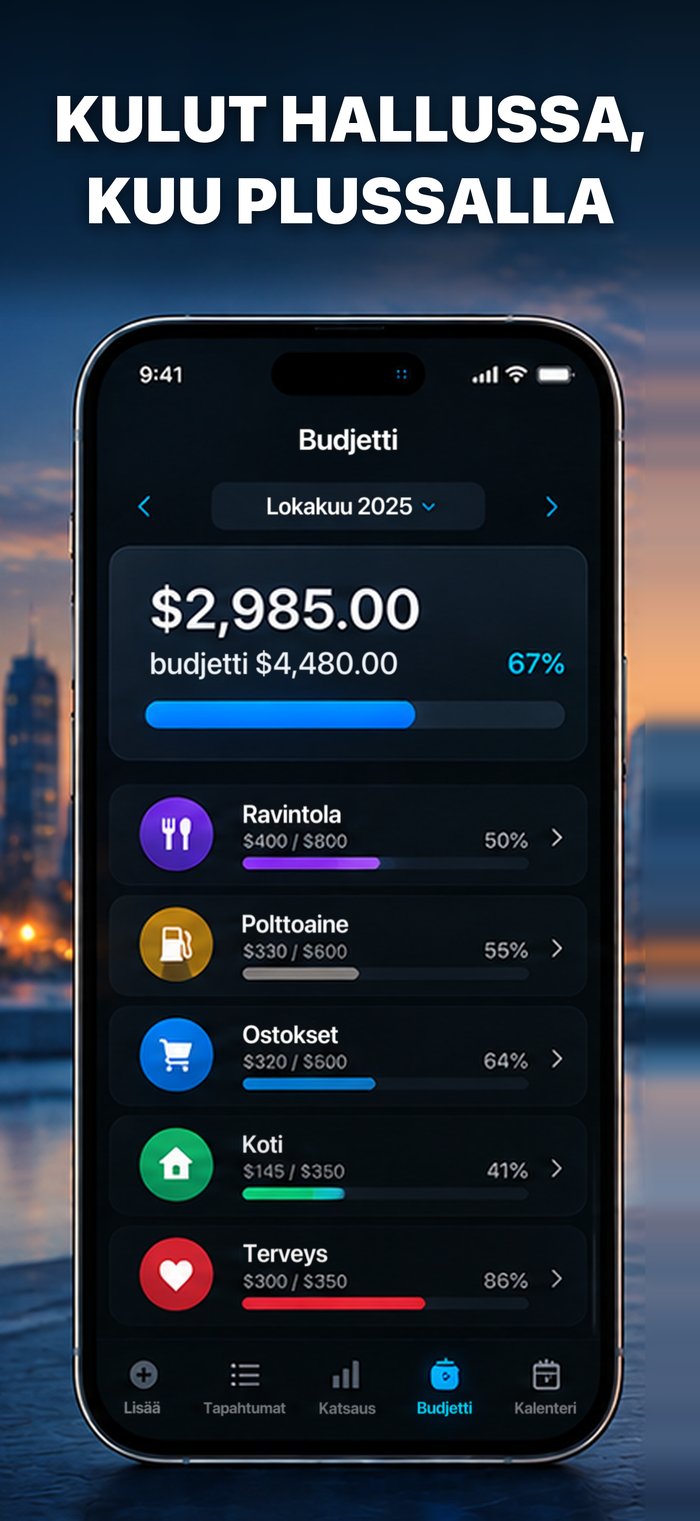 KULUT HALLUSSA,
KUU PLUSSALLA
9:41
Budjetti
Lokakuu 2025
$2,985.00
budjetti $4,480.00
67%
Ravintola
$400 / $800
50%
Polttoaine
$330 / $600
55%
Ostokset
$320 / $600
64%
Koti
$145 / $350
41%
Terveys
$300 / $350
86%
Lisää
Tapahtumat
Katsaus
Budjetti
Kalenteri